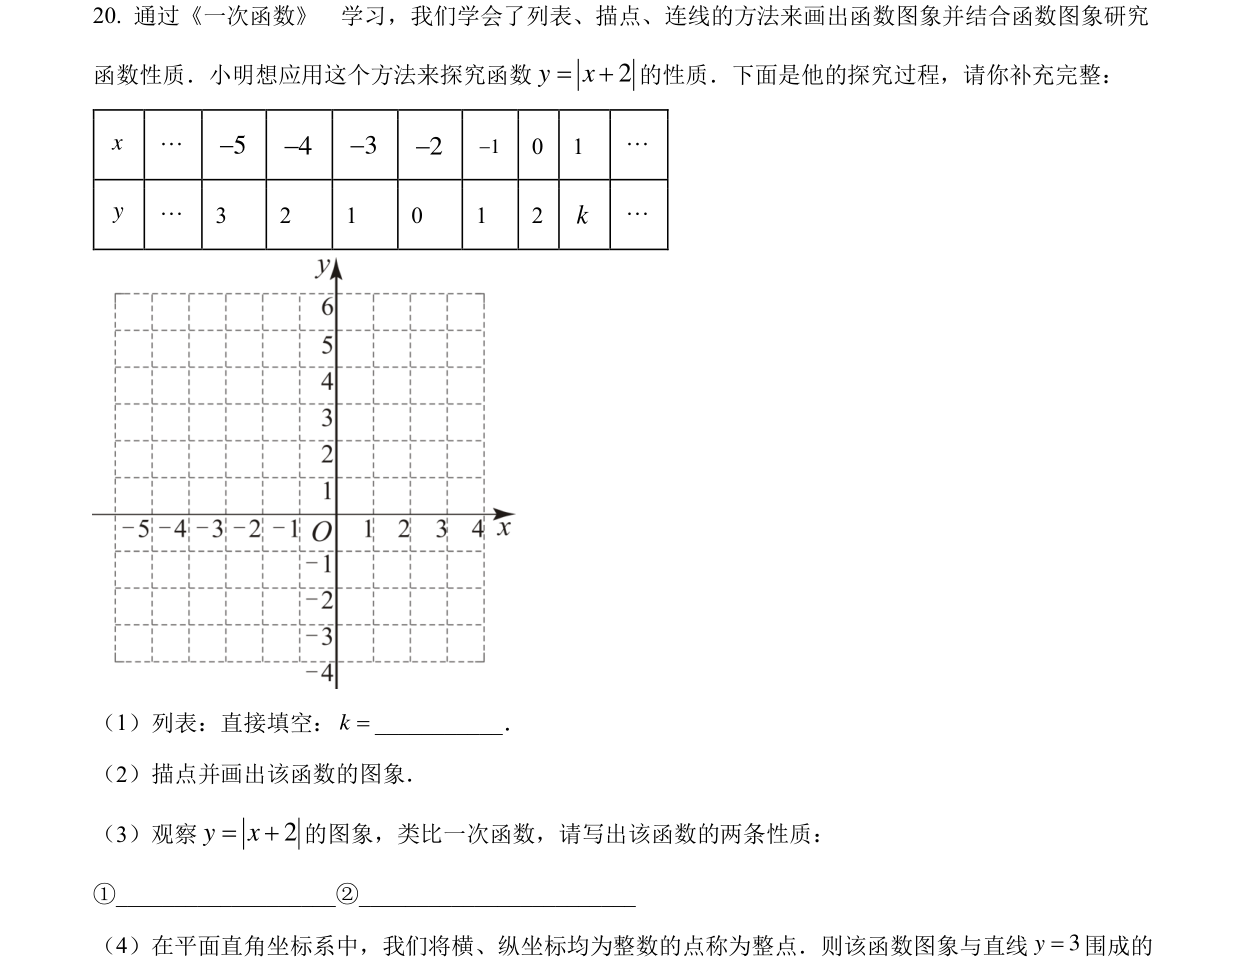 20. 通过《一次函数》 学习，我们学会了列表、描点、连线的方法来画出函数图象并结合函数图象研究
函数性质．小明想应用这个方法来探究函数 y=|x+2| 的性质．下面是他的探究过程，请你补充完整：
x … −5 −4 −3 −2 −1 0 1 …
y … 3 2 1 0 1 2 k …
y
6
5
4
3
2
1
−5 −4 −3 −2 −1 O 1 2 3 4 x
−1
−2
−3
−4
（1）列表：直接填空： k = ___________．
（2）描点并画出该函数的图象．
（3）观察 y=|x+2| 的图象，类比一次函数，请写出该函数的两条性质：
①___________________②________________________
（4）在平面直角坐标系中，我们将横、纵坐标均为整数的点称为整点．则该函数图象与直线 y=3 围成的